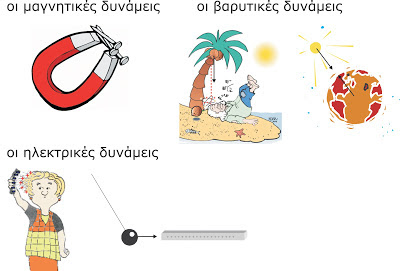 οι μαγνητικές δυνάμεις
οι βαρυτικές δυνάμεις
οι ηλεκτρικές δυνάμεις